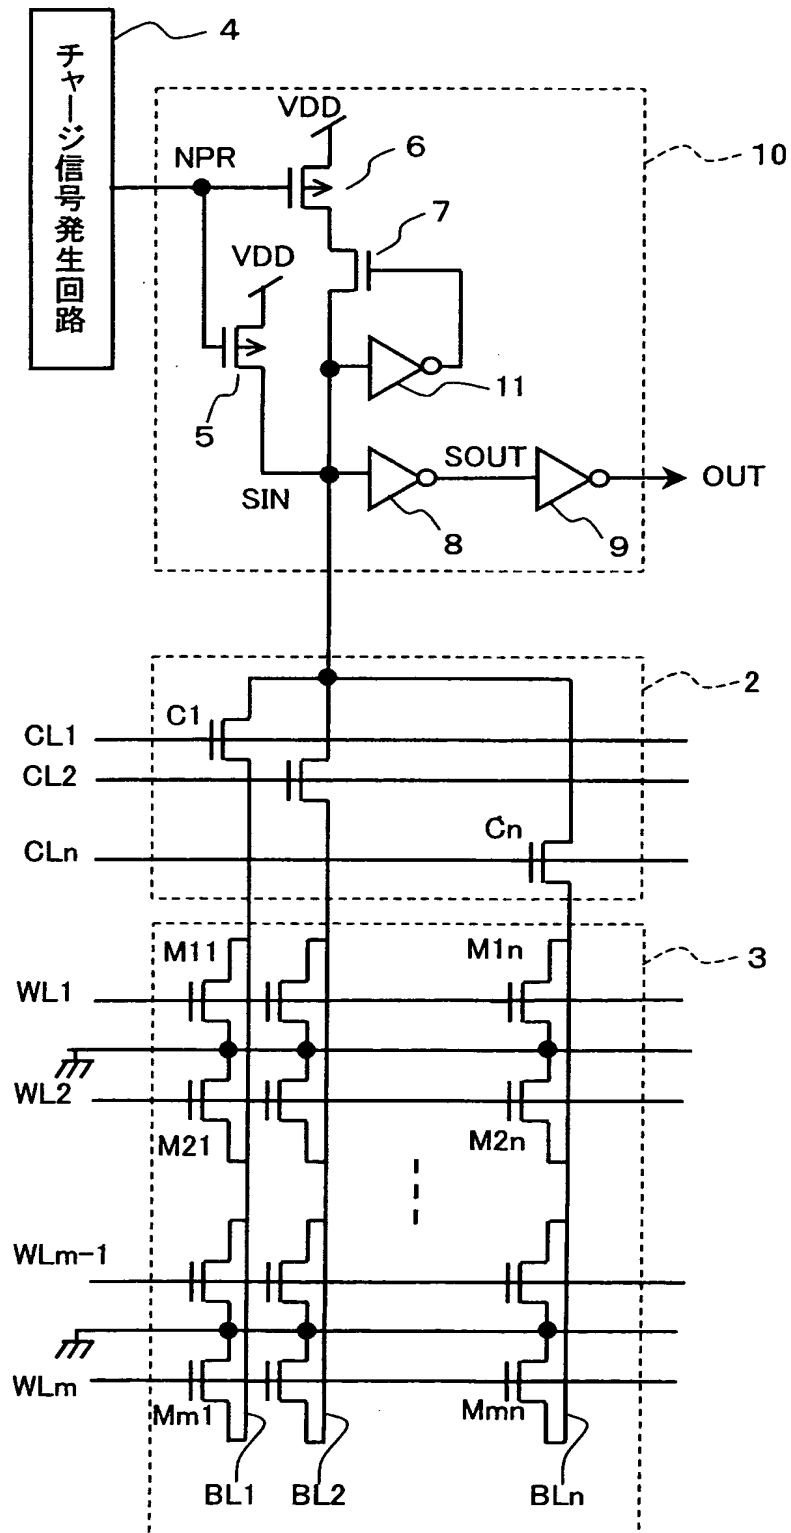 チャージ信号発生回路
4
VDD
6
10
NPR
7
VDD
11
5
SOUT
OUT
SIN
8
9
2
C1
CL1
CL2
Cn
CLn
M11
M1n
3
WL1
WL2
M21
M2n
WLm-1
WLm
Mm1
Mmn
BL1
BL2
BLn